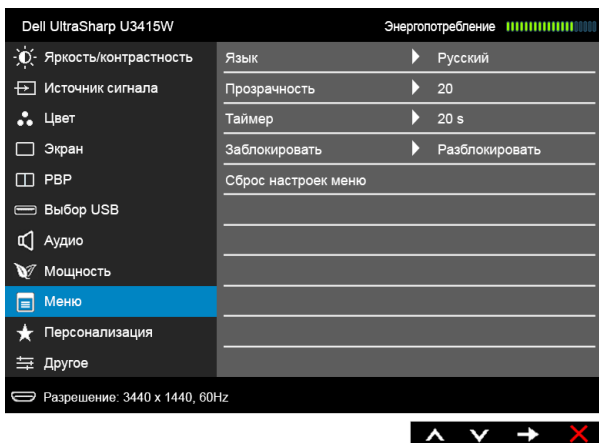 Dell UltraSharp U3415W
Энергопотребление
Яркость/контрастность
Язык
Русский
Источник сигнала
Прозрачность
20
Цвет
Таймер
20 s
Экран
Заблокировать
Разблокировать
PBP
Сброс настроек меню
Выбор USB
Аудио
Мощность
Меню
Персонализация
Другое
Разрешение: 3440 x 1440, 60Hz